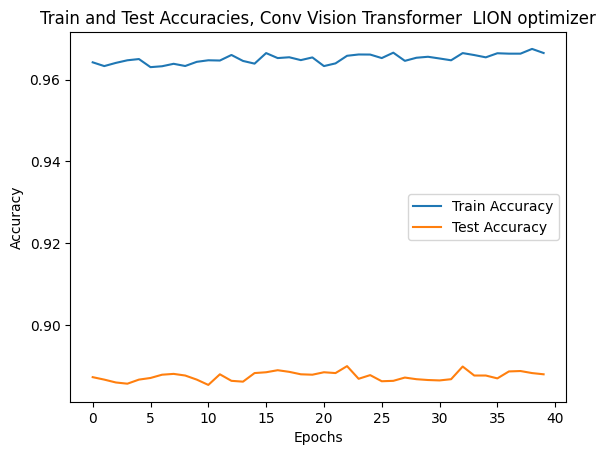 Train and Test Accuracies, Conv Vision Transformer  LION optimizer
0.96
0.94
0.92
0.90
Accuracy
Train Accuracy
Test Accuracy
0 5 10 15 20 25 30 35 40
Epochs